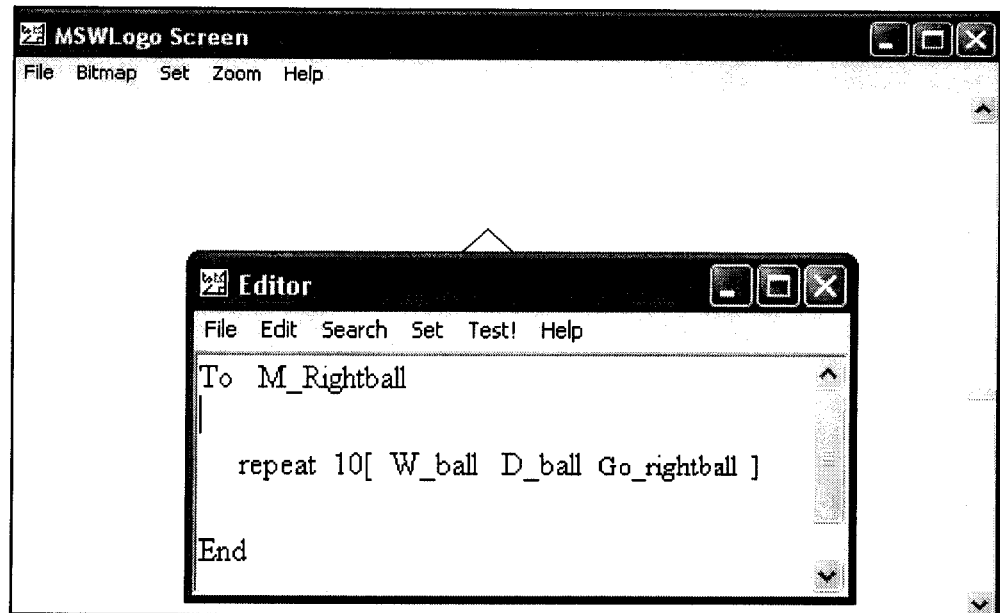 MSWLogo Screen
File Bitmap Set Zoom Help
Editor
File Edit Search Set Test! Help
To M_Rightball
repeat 10[ W_ball D_ball Go_rightball ]
End